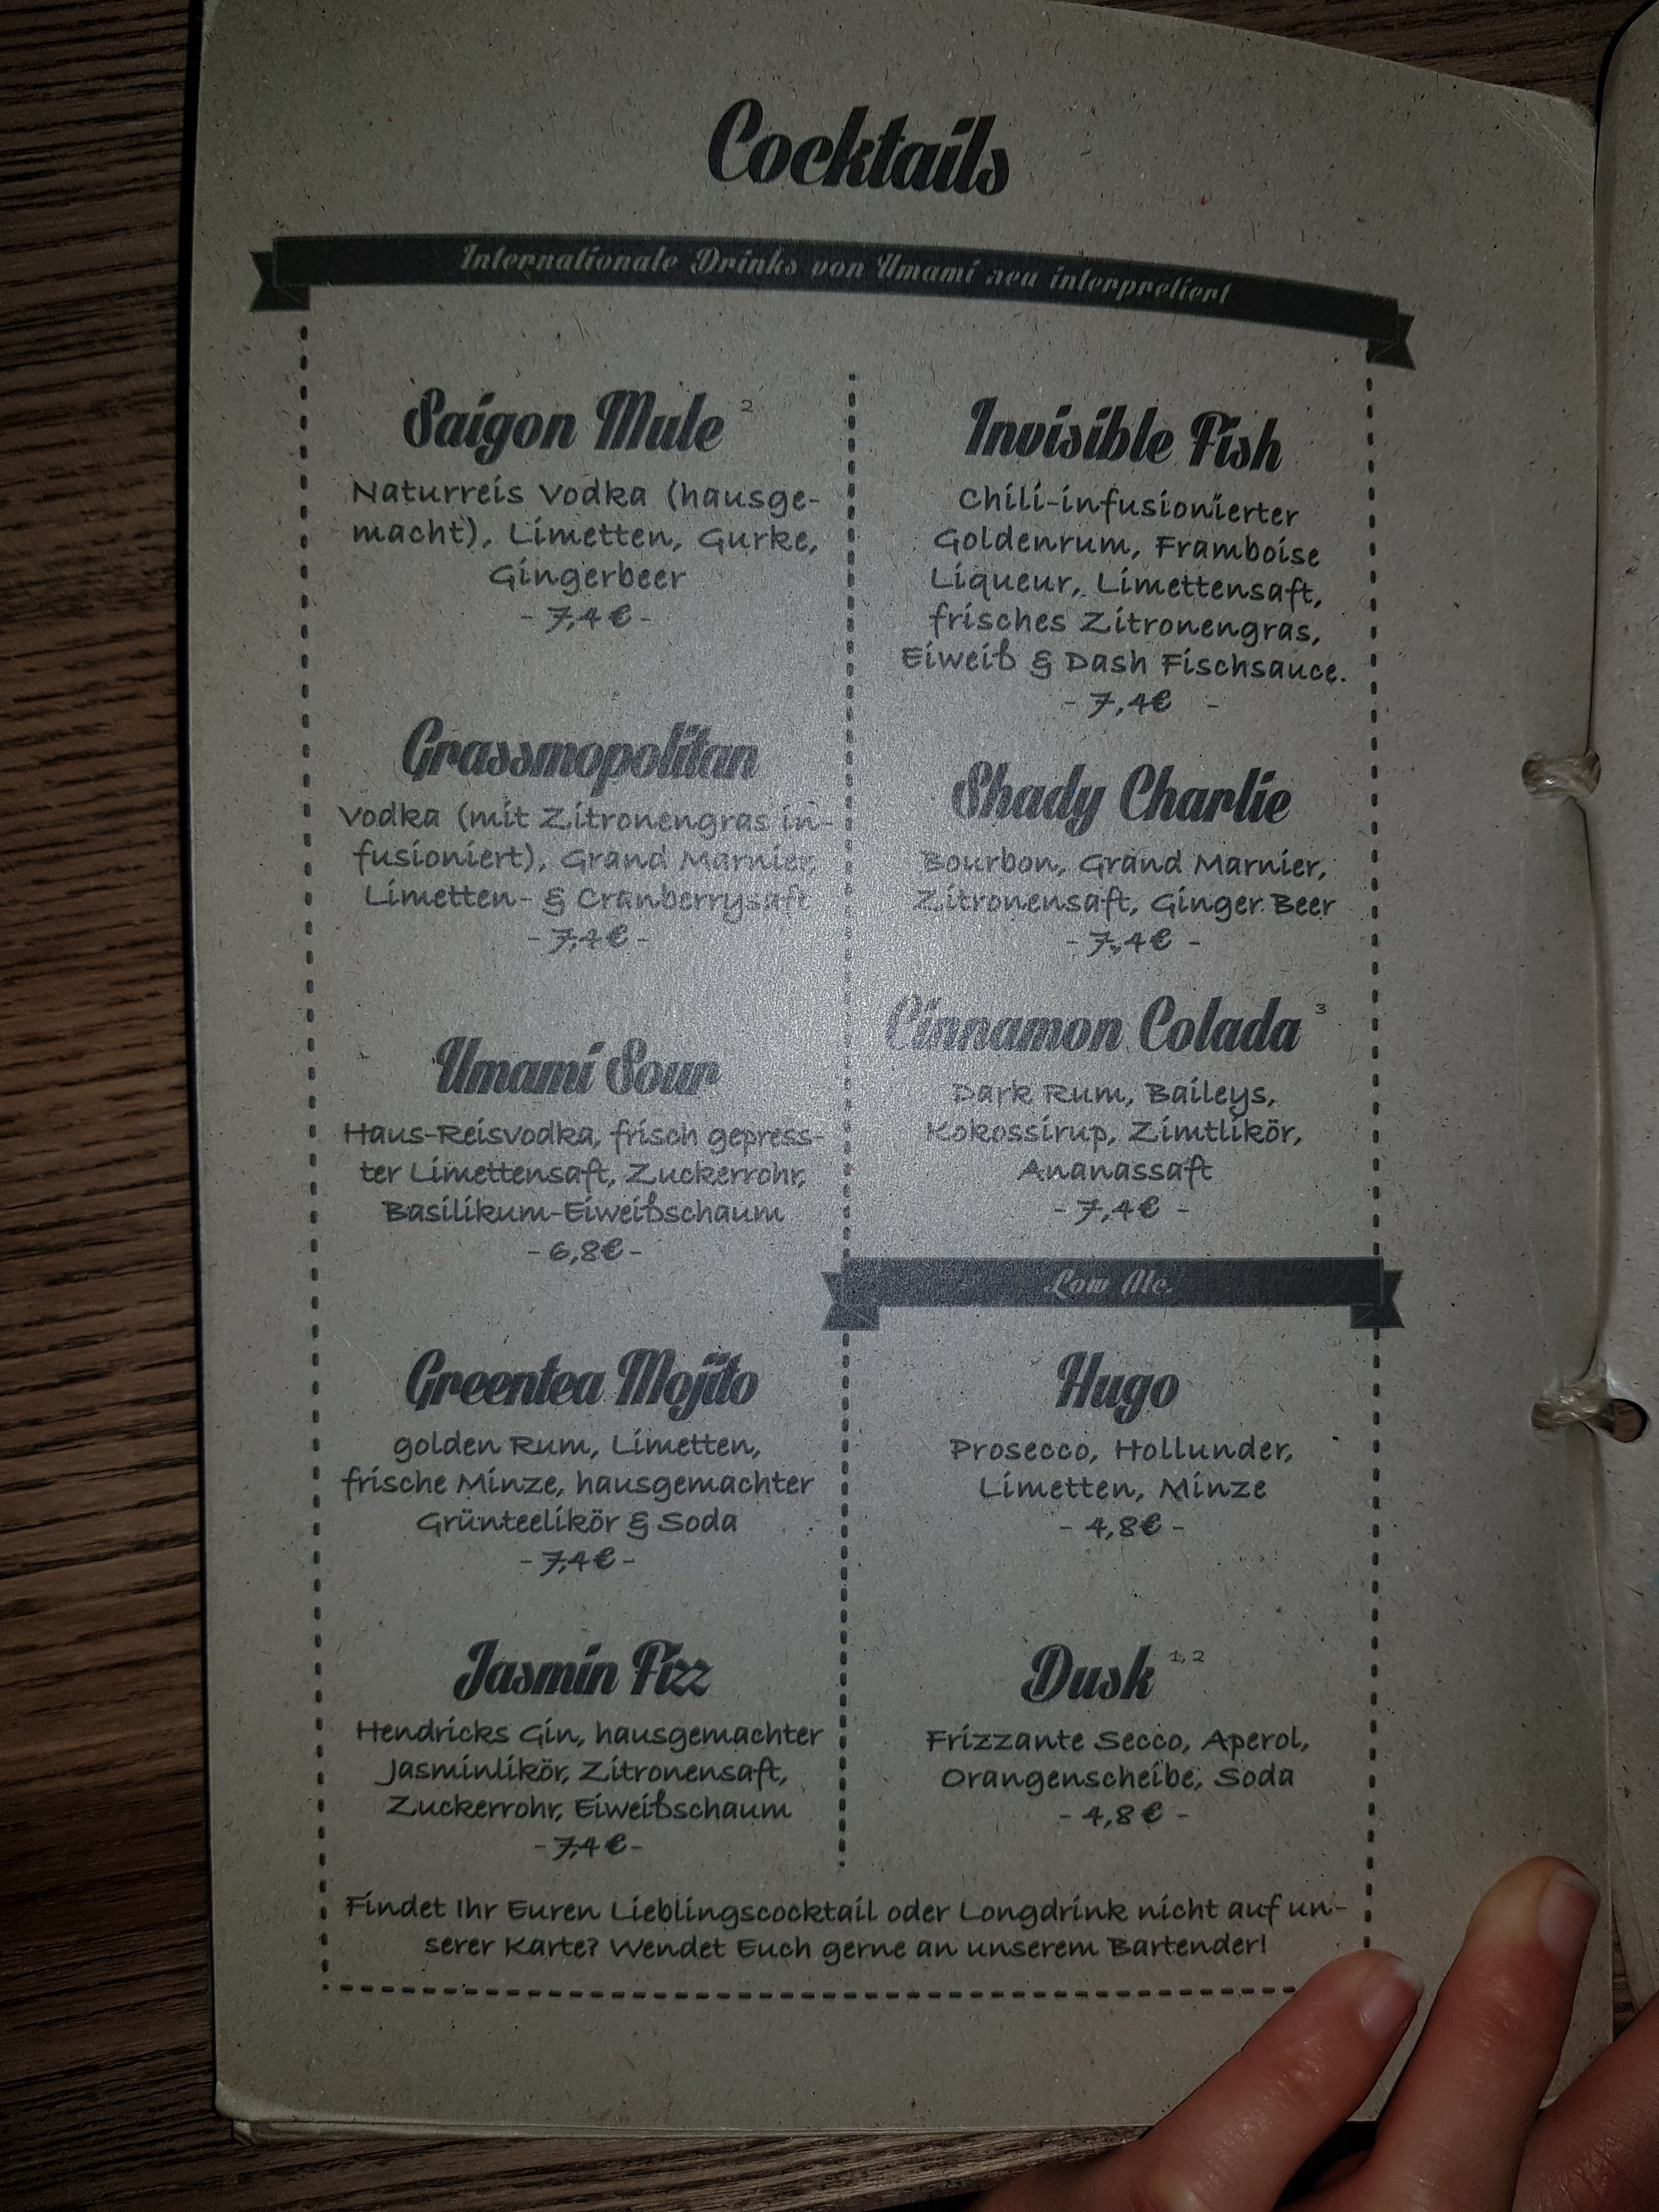 Cocktails
Internationale Drinks von Umami neu interpretiert
Saigon Mule 2
Naturreis Vodka (hausge-
macht), Limetten, Gurke,
Gingerbeer
- 7,4€ -
Grassmopolitan
Vodka (mit Zitronengras in-
fusioniert), Grand Marnier,
Limetten- & Cranberrysaft
- 7,4€ -
Umami Sour
Haus-Reisvodka, frisch gepress-
ter Limettensaft, Zuckerrohr,
Basilikum-Eiweißschaum
- 6,8€ -
Greentea Mojito
golden Rum, Limetten,
frische Minze, hausgemachter
Grünteelikör & Soda
- 7,4€ -
Jasmin Fizz
Hendricks Gin, hausgemachter
Jasminlikör, Zitronensaft,
Zuckerrohr, Eiweißschaum
- 7,4€ -
Invisible Fish
Chili-infusionierter
Goldenrum, Framboise
Liqueur, Limettensaft,
frisches Zitronengras,
Eiweiß & Dash Fischsauce.
- 7,4€ -
Shady Charlie
Bourbon, Grand Marnier,
Zitronensaft, Ginger Beer
- 7,4€ -
Cinnamon Colada 3
Dark Rum, Baileys,
Kokossirup, Zimtlikör,
Ananassaft
- 7,4€ -
Low Alc.
Hugo
Prosecco, Hollunder,
Limetten, Minze
- 4,8€ -
Dusk 1,2
Frizzante Secco, Aperol,
Orangenscheibe, Soda
- 4,8€ -
Findet Ihr Euren Lieblingscocktail oder Longdrink nicht auf un-
serer Karte? Wendet Euch gerne an unserem Bartender!